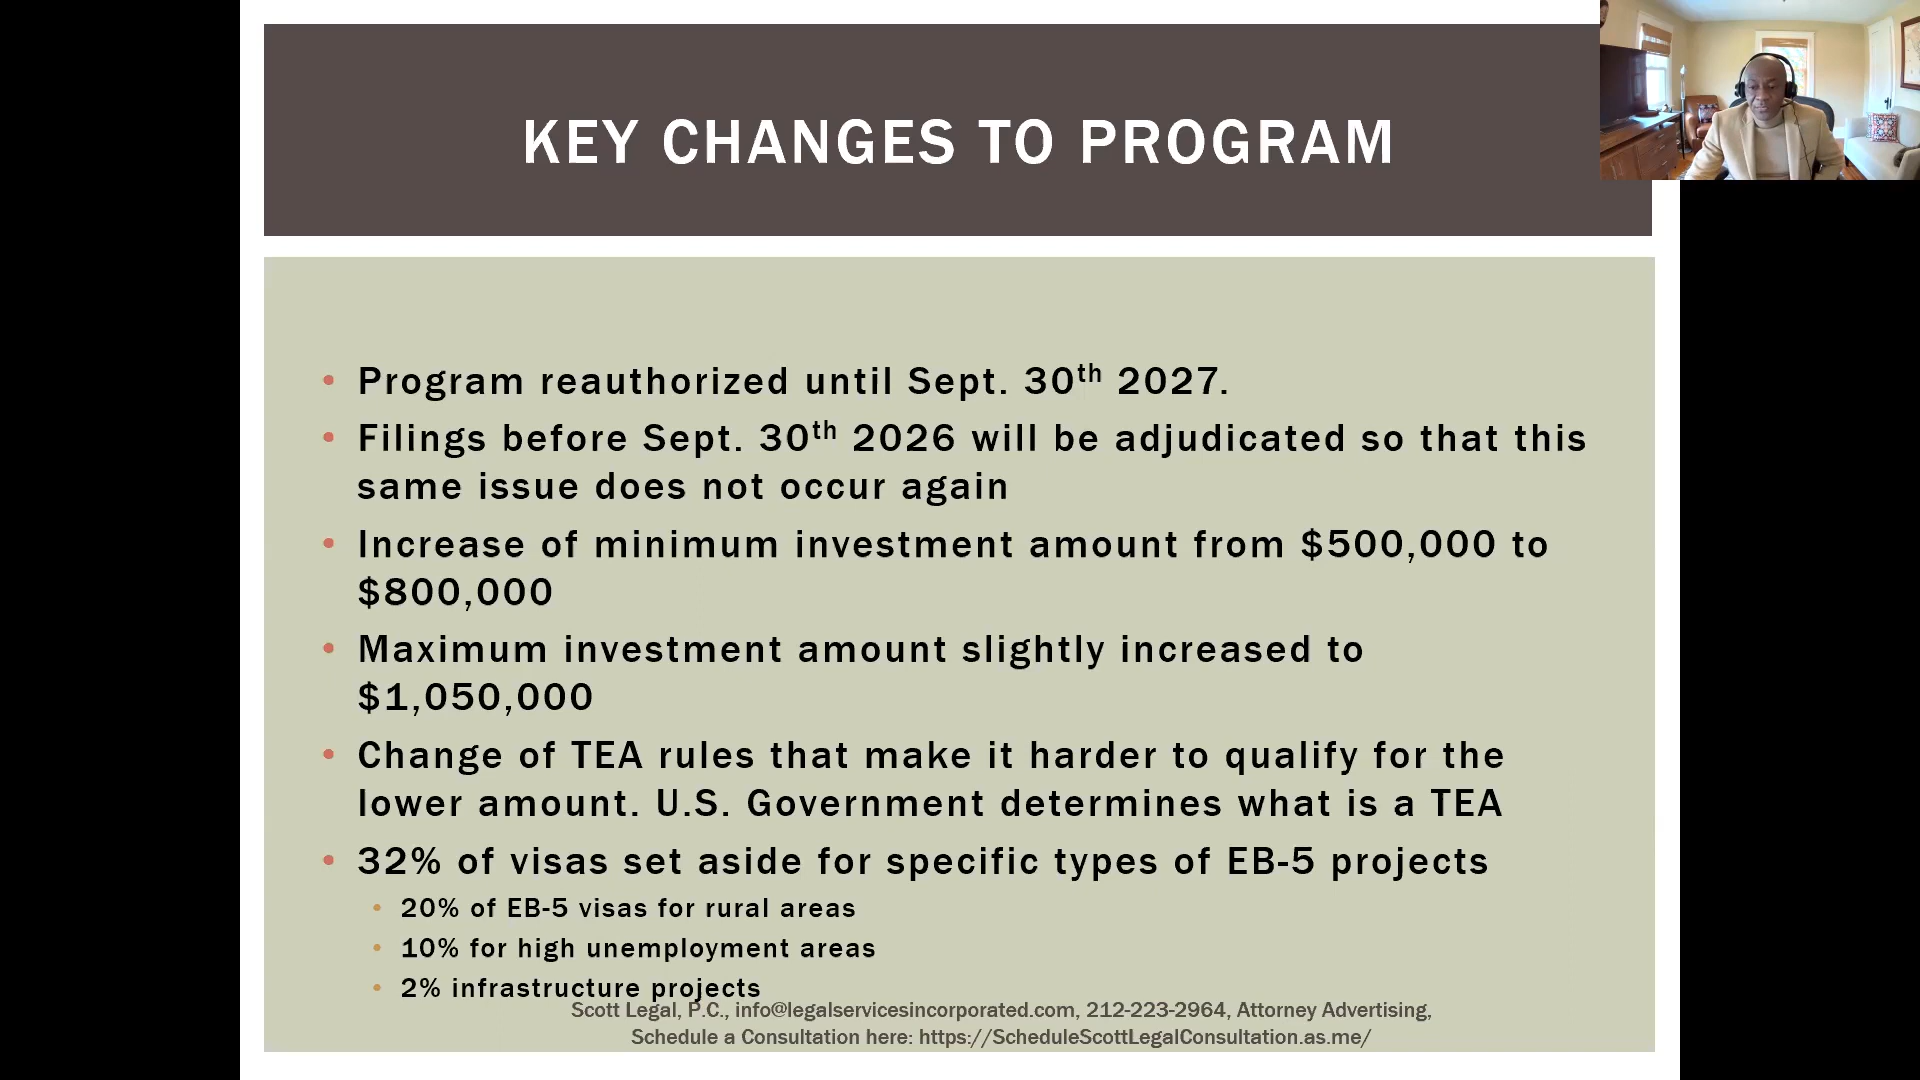 KEY CHANGES TO PROGRAM
• Program reauthorized until Sept. 30th 2027.
• Filings before Sept. 30th 2026 will be adjudicated so that this
same issue does not occur again
• Increase of minimum investment amount from $500,000 to
$800,000
• Maximum investment amount slightly increased to
$1,050,000
• Change of TEA rules that make it harder to qualify for the
lower amount. U.S. Government determines what is a TEA
• 32% of visas set aside for specific types of EB-5 projects
• 20% of EB-5 visas for rural areas
• 10% for high unemployment areas
• 2% infrastructure projects
Scott Legal, P.C., info@legalservicesincorporated.com, 212-223-2964, Attorney Advertising,
Schedule a Consultation here: https://ScheduleScottLegalConsultation.as.me/